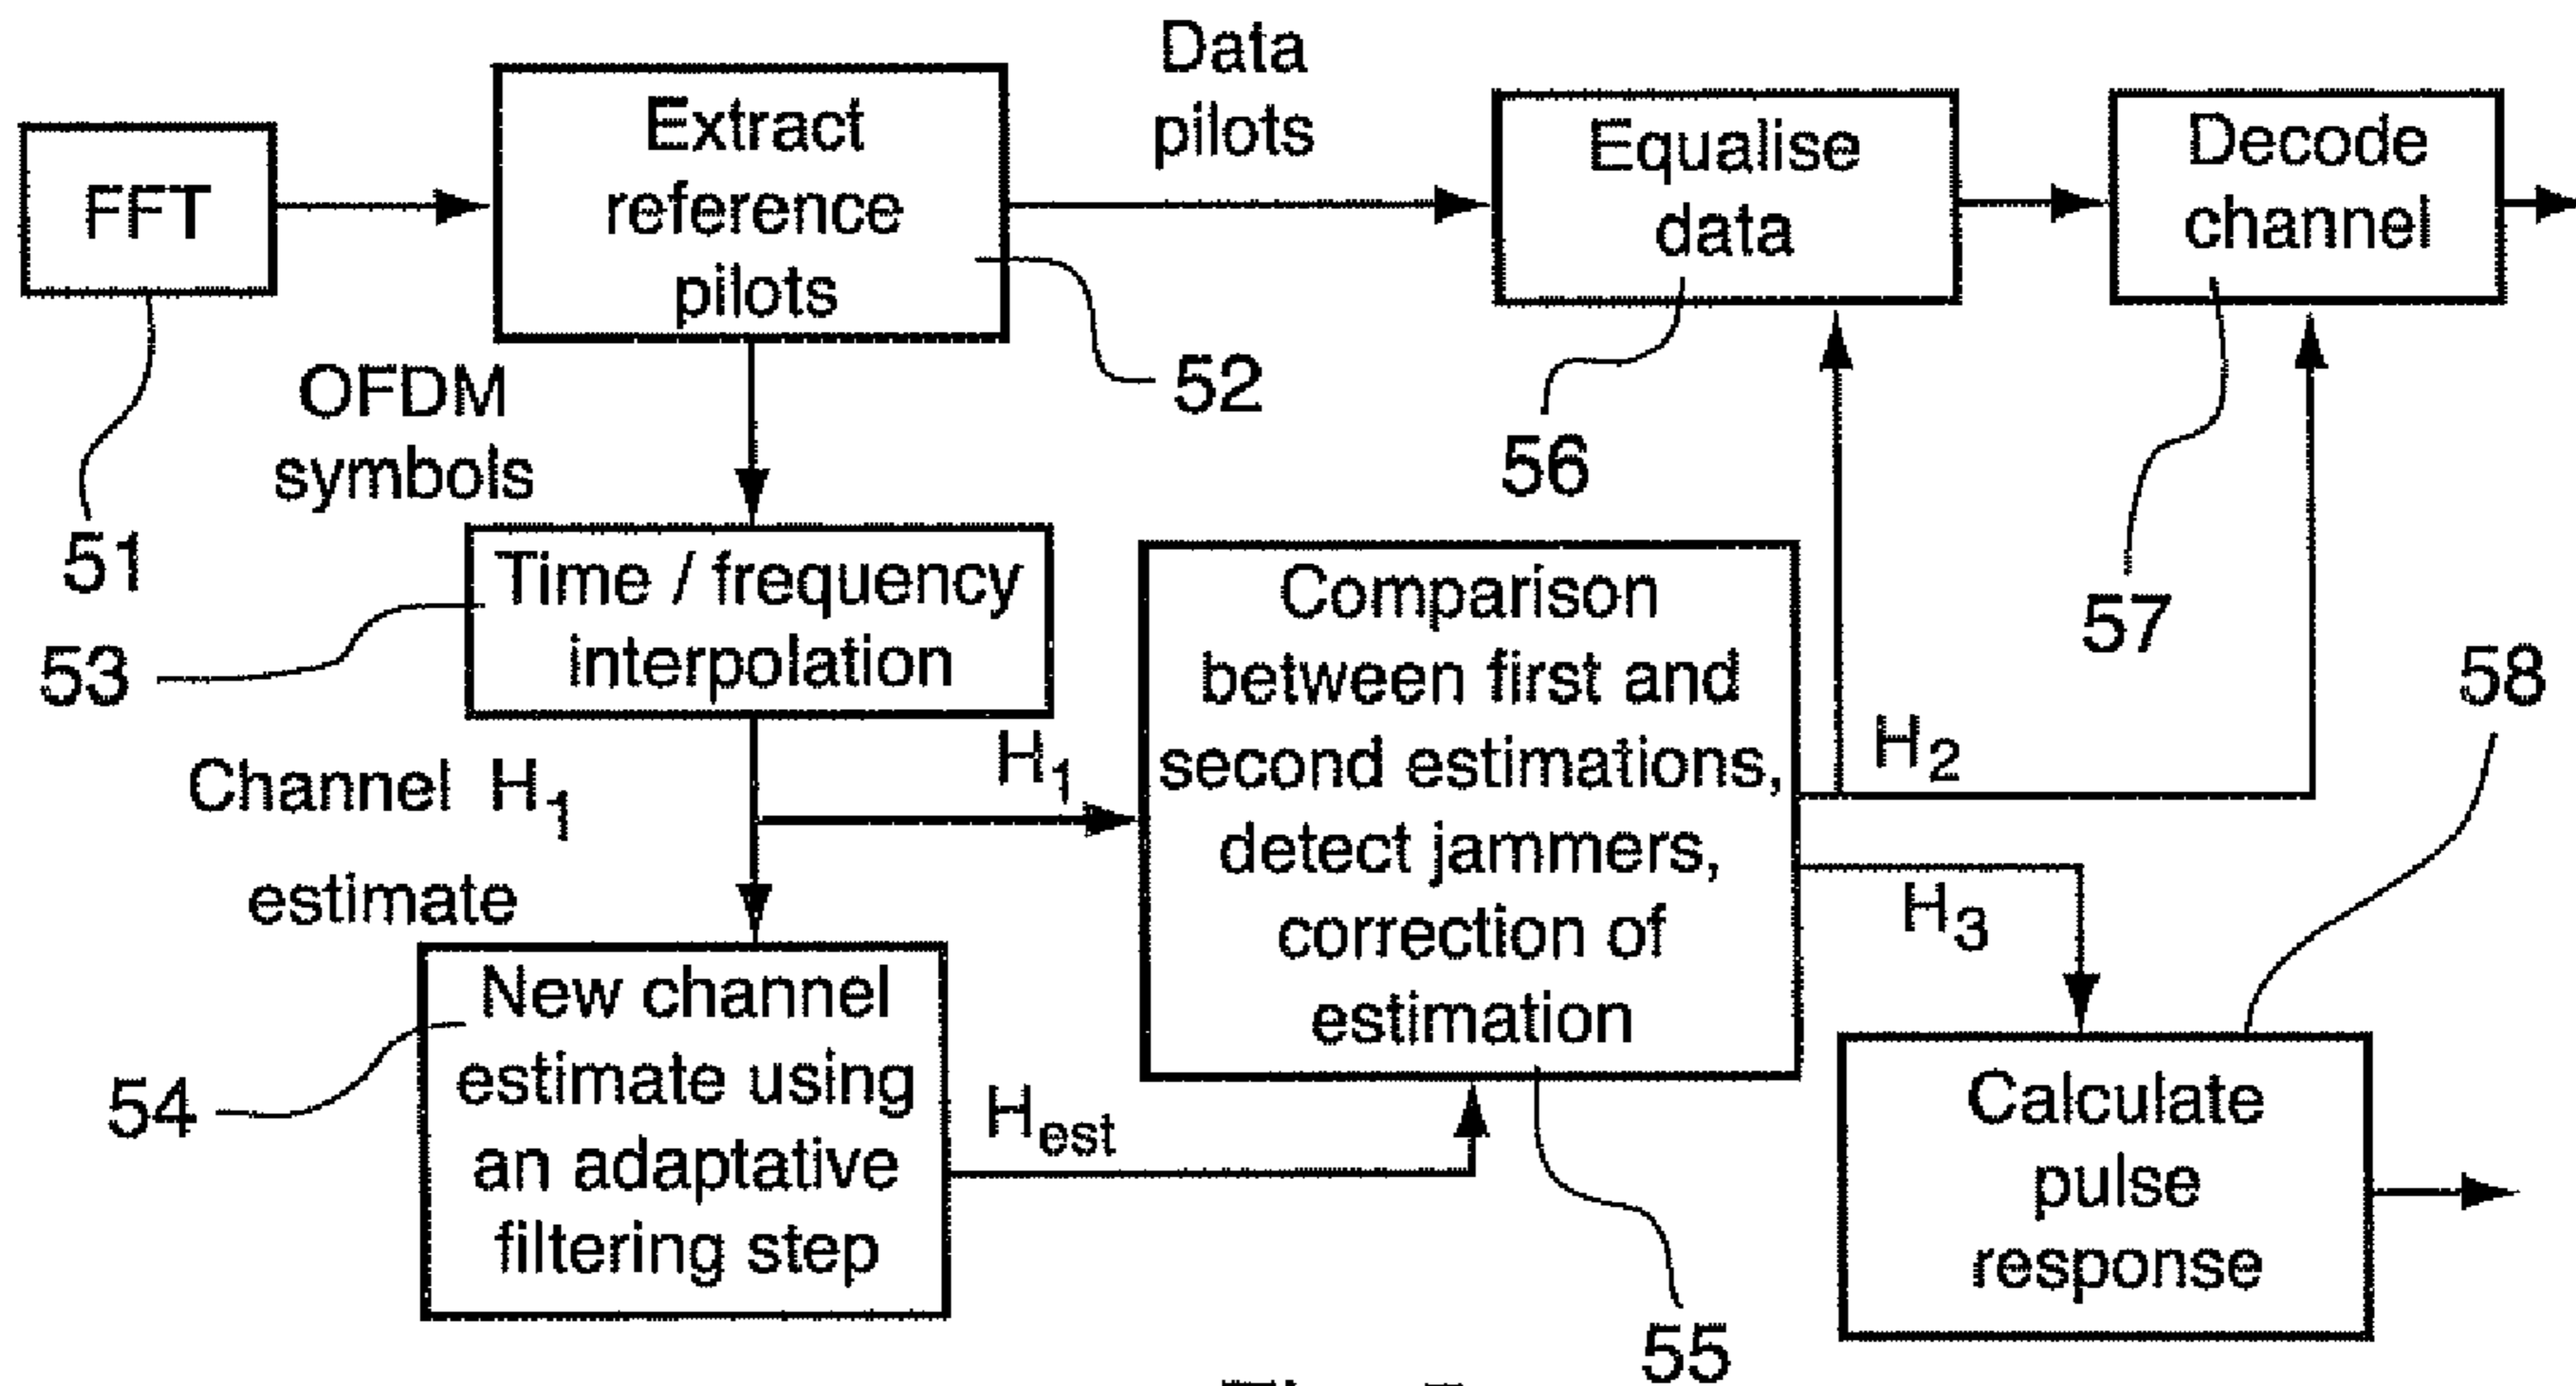 FFT
Extract
reference
pilots
Data
pilots
Equalise
data
Decode
channel
51
OFDM
symbols
52
56
57
53
Time / frequency
interpolation
Channel H1
estimate
H1
Comparison
between first and
second estimations,
detect jammers,
correction of
estimation
H2
H3
58
54
New channel
estimate using
an adaptative
filtering step
Hest
55
Calculate
pulse
response